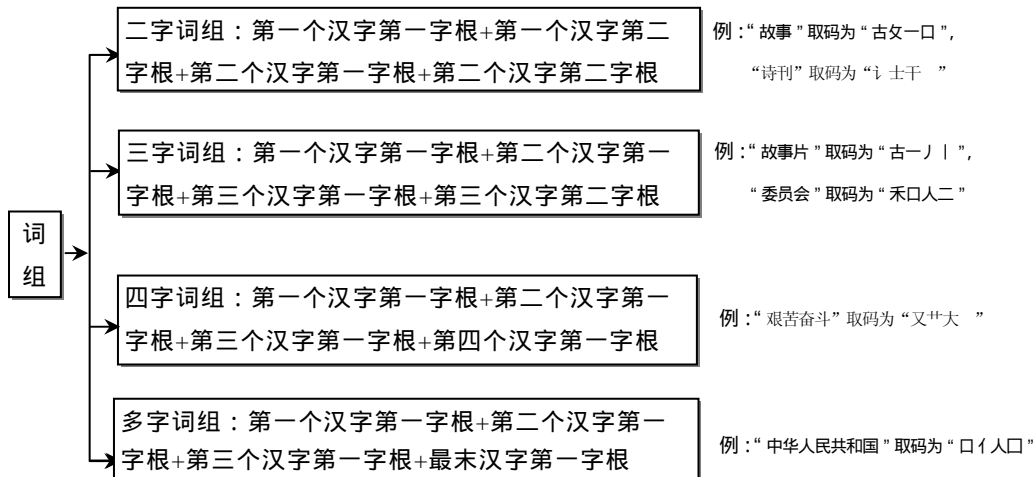 词
组
二字词组：第一个汉字第一字根+第一个汉字第二
字根+第二个汉字第一字根+第二个汉字第二字根
例：“故事”取码为“古攵一口”，
“诗刊”取码为“讠士干　”
三字词组：第一个汉字第一字根+第二个汉字第一
字根+第三个汉字第一字根+第三个汉字第二字根
例：“故事片”取码为“古一丿丨”，
“委员会”取码为“禾口人二”
四字词组：第一个汉字第一字根+第二个汉字第一
字根+第三个汉字第一字根+第四个汉字第一字根
例：“艰苦奋斗”取码为“又艹大　”
多字词组：第一个汉字第一字根+第二个汉字第一
字根+第三个汉字第一字根+最末汉字第一字根
例：“中华人民共和国”取码为“口亻人囗”